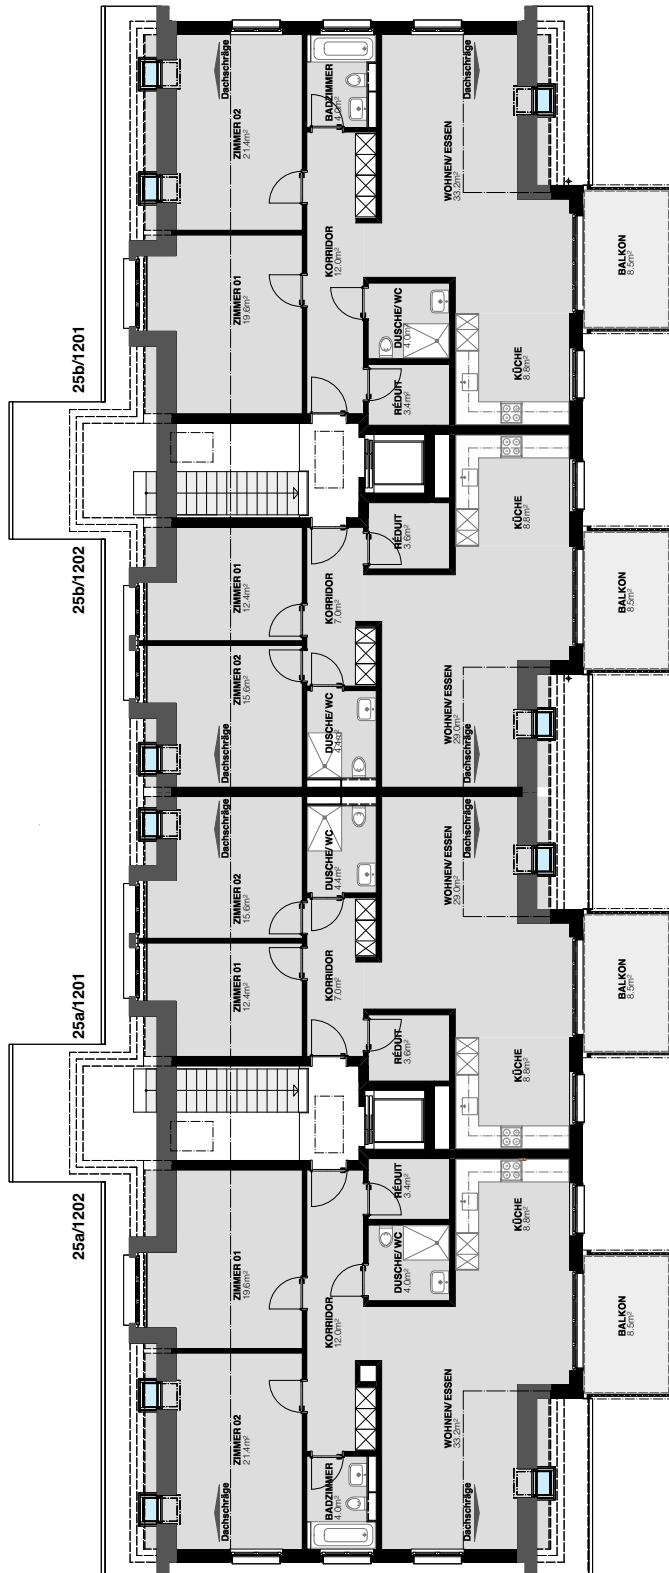 25b/1201
Dachschräge
ZIMMER 02
21.4m²
ZIMMER 01
19.6m²
BADZIMMER
4.0m²
KORRIDOR
12.0m²
DUSCHE/WC
4.0m²
RÉDUIT
3.4m²
Dachschräge
WOHNEN/ESSEN
33.2m²
KÜCHE
8.8m²
BALKON
8.5m²
25b/1202
ZIMMER 01
12.4m²
ZIMMER 02
15.6m²
Dachschräge
RÉDUIT
3.6m²
KORRIDOR
7.0m²
DUSCHE/WC
4.4m²
KÜCHE
8.8m²
WOHNEN/ESSEN
29.0m²
Dachschräge
BALKON
8.5m²
25a/1201
Dachschräge
ZIMMER 02
15.6m²
ZIMMER 01
12.4m²
DUSCHE/WC
4.4m²
KORRIDOR
7.0m²
RÉDUIT
3.6m²
Dachschräge
WOHNEN/ESSEN
29.0m²
KÜCHE
8.8m²
BALKON
8.5m²
25a/1202
ZIMMER 01
19.6m²
ZIMMER 02
21.4m²
Dachschräge
RÉDUIT
3.4m²
DUSCHE/WC
4.0m²
KORRIDOR
12.0m²
BADZIMMER
4.0m²
KÜCHE
8.8m²
WOHNEN/ESSEN
33.2m²
Dachschräge
BALKON
8.5m²